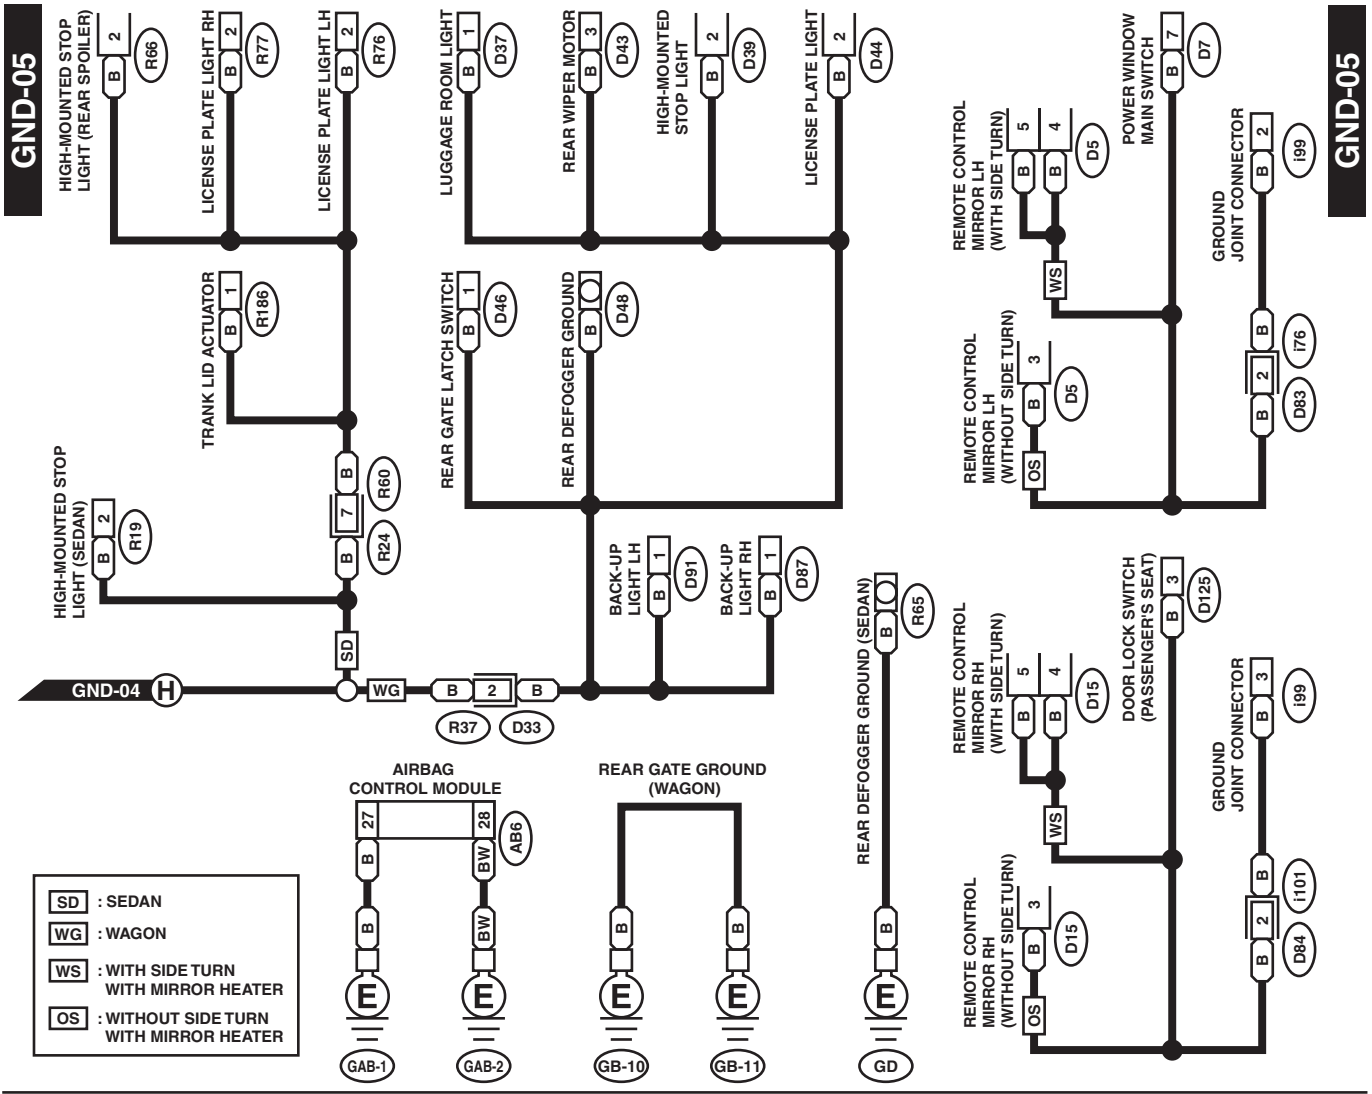 GND-05
GND-05
HIGH-MOUNTED STOP
LIGHT (REAR SPOILER)
2
B
R66
LICENSE PLATE LIGHT RH
2
B
R77
LICENSE PLATE LIGHT LH
2
B
R76
LUGGAGE ROOM LIGHT
1
B
D37
REAR WIPER MOTOR
3
B
D43
HIGH-MOUNTED
STOP LIGHT
2
B
D39
LICENSE PLATE LIGHT
2
B
D44
POWER WINDOW
MAIN SWITCH
7
B
D7
REMOTE CONTROL
MIRROR LH
(WITH SIDE TURN)
5
4
B
B
D5
WS
GROUND
JOINT CONNECTOR
2
B
i99
TRANK LID ACTUATOR
1
B
R186
REAR GATE LATCH SWITCH
1
B
D46
REAR DEFOGGER GROUND
B
D48
REMOTE CONTROL
MIRROR LH
(WITHOUT SIDE TURN)
3
B
D5
OS
B
i76
2
B
D83
HIGH-MOUNTED STOP
LIGHT (SEDAN)
2
B
R19
B
R60
7
B
R24
SD
BACK-UP
LIGHT LH
1
B
D91
BACK-UP
LIGHT RH
1
B
D87
REAR DEFOGGER GROUND (SEDAN)
B
R65
GND-04
H
WG
B
2
B
R37
D33
REMOTE CONTROL
MIRROR RH
(WITH SIDE TURN)
5
4
B
B
D15
WS
DOOR LOCK SWITCH
(PASSENGER'S SEAT)
3
B
D125
GROUND
JOINT CONNECTOR
3
B
i99
REMOTE CONTROL
MIRROR RH
(WITHOUT SIDE TURN)
3
B
D15
OS
B
i101
2
B
D84
AIRBAG
CONTROL MODULE
27
28
B
BW
AB6
B
BW
E
E
GAB-1
GAB-2
REAR GATE GROUND
(WAGON)
B
B
E
E
GB-10
GB-11
B
E
GD
SD : SEDAN
WG : WAGON
WS : WITH SIDE TURN
WITH MIRROR HEATER
OS : WITHOUT SIDE TURN
WITH MIRROR HEATER